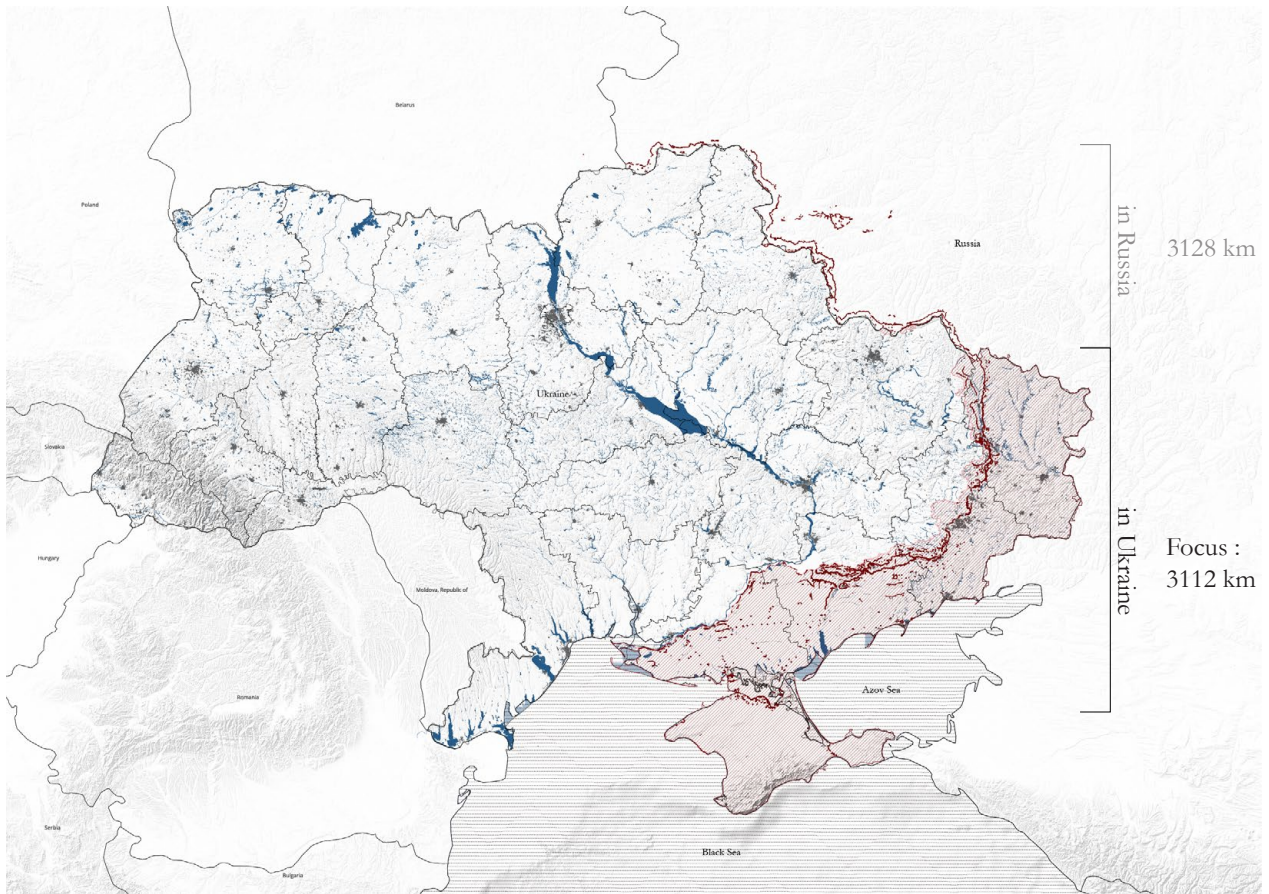 Belarus
Poland
Russia
in Russia
3128 km
Ukraine
Slovakia
in Ukraine
Focus :
3112 km
Hungary
Moldova, Republic of
Romania
Azov Sea
Serbia
Black Sea
Bulgaria